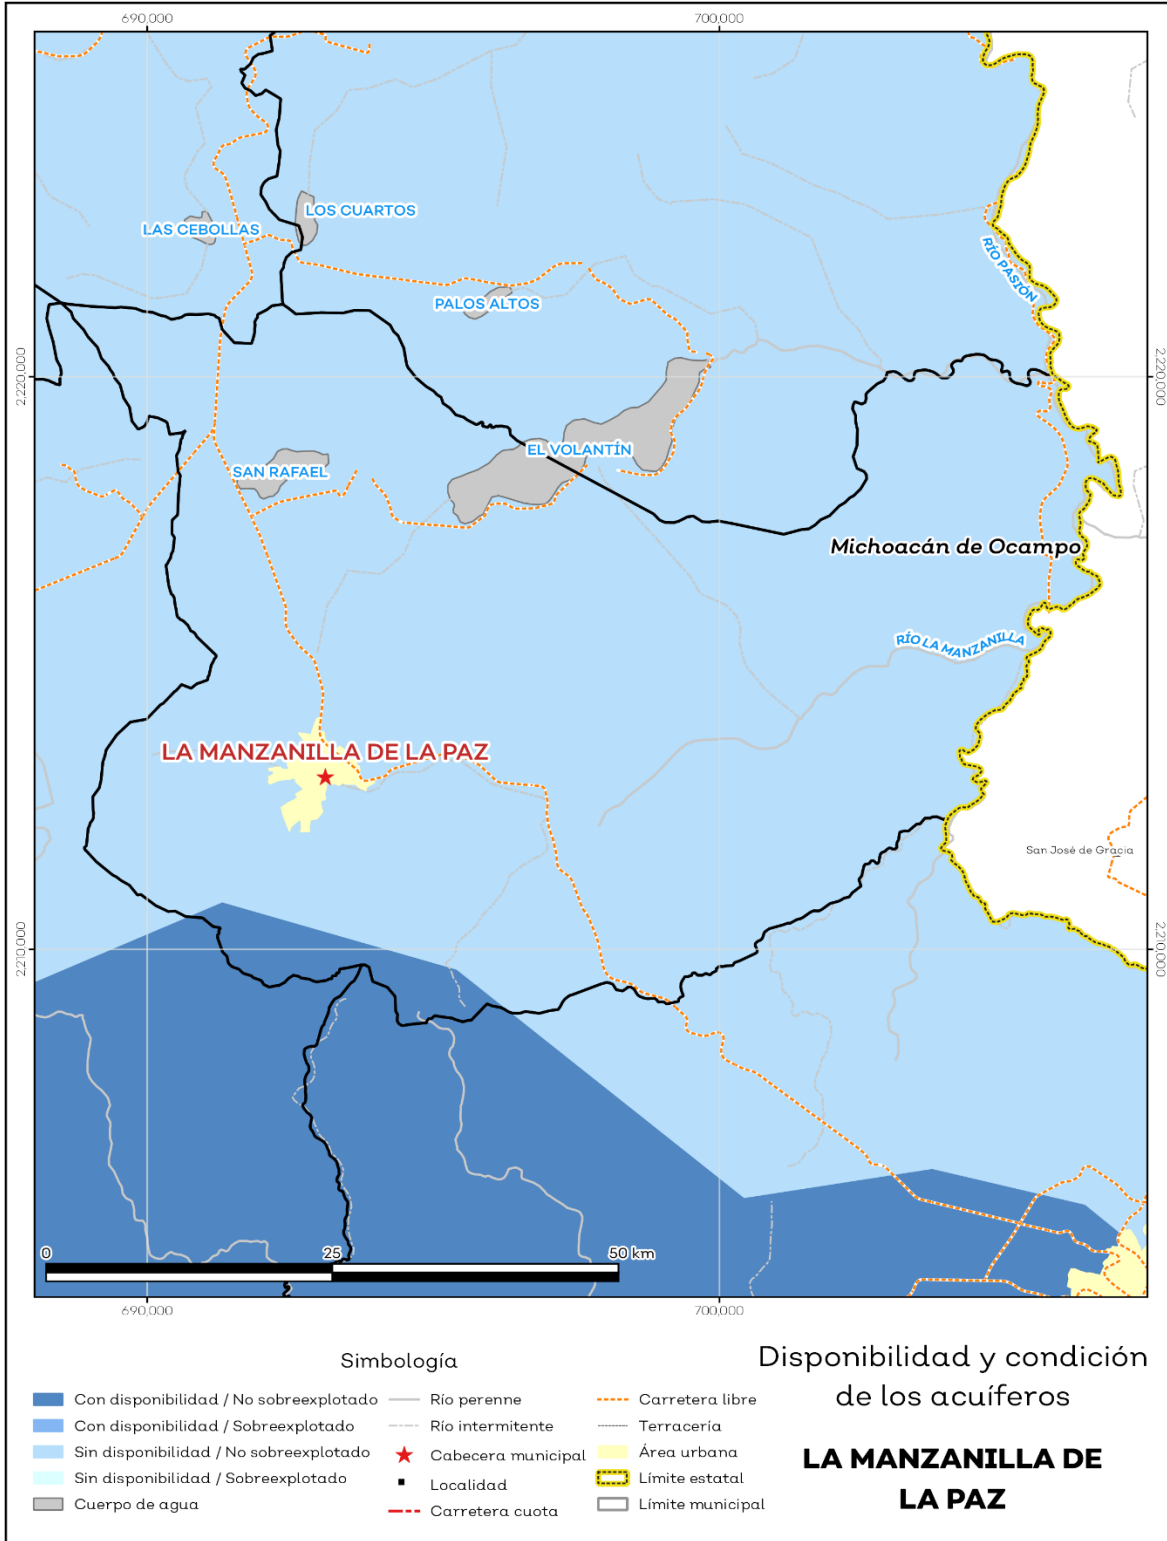 690,000
700,000
LOS CUARTOS
LAS CEBOLLAS
RÍO PASIÓN
PALOS ALTOS
2,220,000
2,220,000
EL VOLANTÍN
SAN RAFAEL
Michoacán de Ocampo
RÍO LA MANZANILLA
LA MANZANILLA DE LA PAZ
San José de Gracia
2,210,000
2,210,000
0
25
50 km
690,000
700,000
Simbología
Con disponibilidad / No sobreexplotado
Con disponibilidad / Sobreexplotado
Sin disponibilidad / No sobreexplotado
Sin disponibilidad / Sobreexplotado
Cuerpo de agua
Río perenne
Río intermitente
Cabecera municipal
Localidad
Carretera cuota
Carretera libre
Terracería
Área urbana
Límite estatal
Límite municipal
Disponibilidad y condición
de los acuíferos
LA MANZANILLA DE
LA PAZ